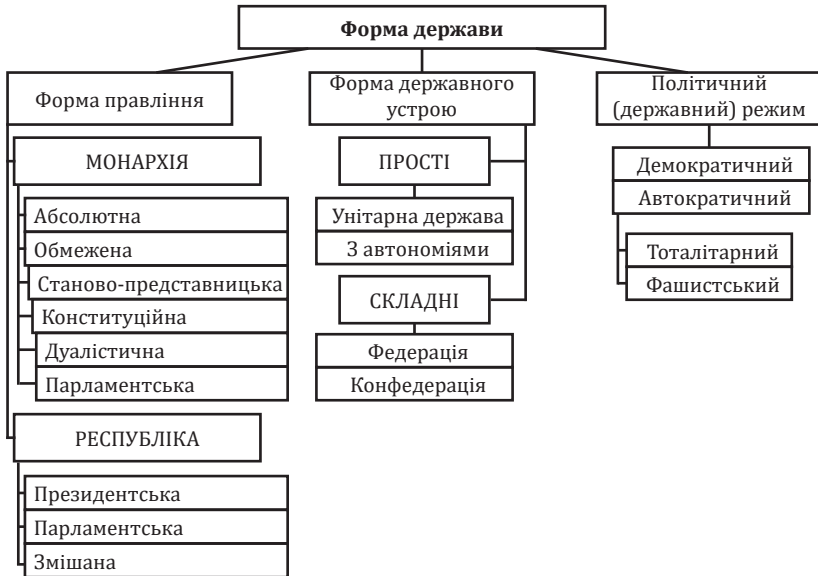 Форма держави
Форма правління
МОНАРХІЯ
Абсолютна
Обмежена
Станово-представницька
Конституційна
Дуалістична
Парламентська
РЕСПУБЛІКА
Президентська
Парламентська
Змішана
Форма державного
устрою
ПРОСТІ
Унітарна держава
З автономіями
СКЛАДНІ
Федерація
Конфедерація
Політичний
(державний) режим
Демократичний
Автократичний
Тоталітарний
Фашистський